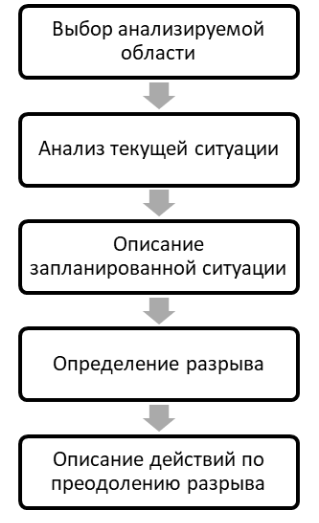 Выбор анализируемой
области
Анализ текущей ситуации
Описание
запланированной ситуации
Определение разрыва
Описание действий по
преодолению разрыва